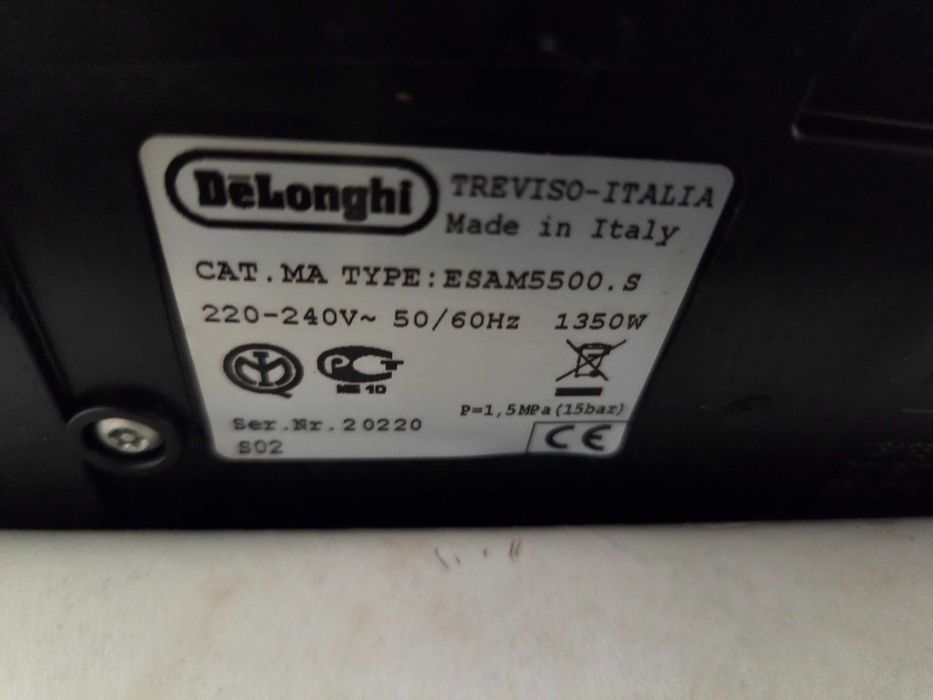 DeLonghi TREVISO-ITALIA
Made in Italy
CAT.MA TYPE:ESAM5500.S
220-240V~ 50/60Hz 1350W
P=1,5MPa(15bar)
Ser.Nr.20220
S02
CE